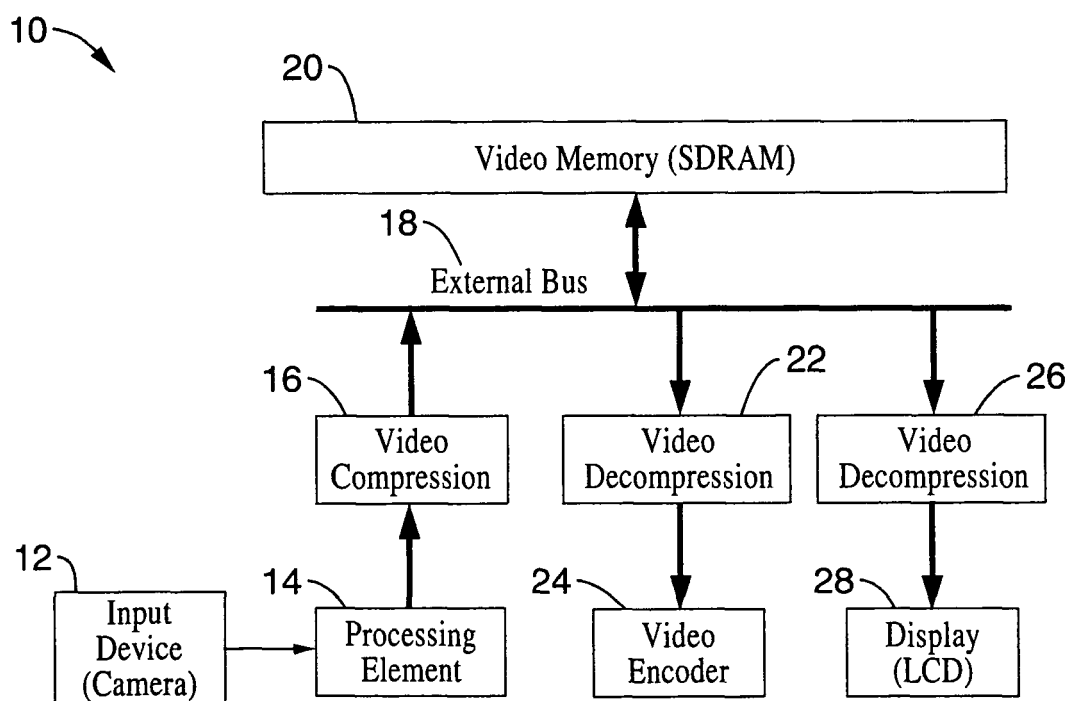 10
20
Video Memory (SDRAM)
18
External Bus
16
Video
Compression
22
Video
Decompression
26
Video
Decompression
12
Input
Device
(Camera)
14
Processing
Element
24
Video
Encoder
28
Display
(LCD)